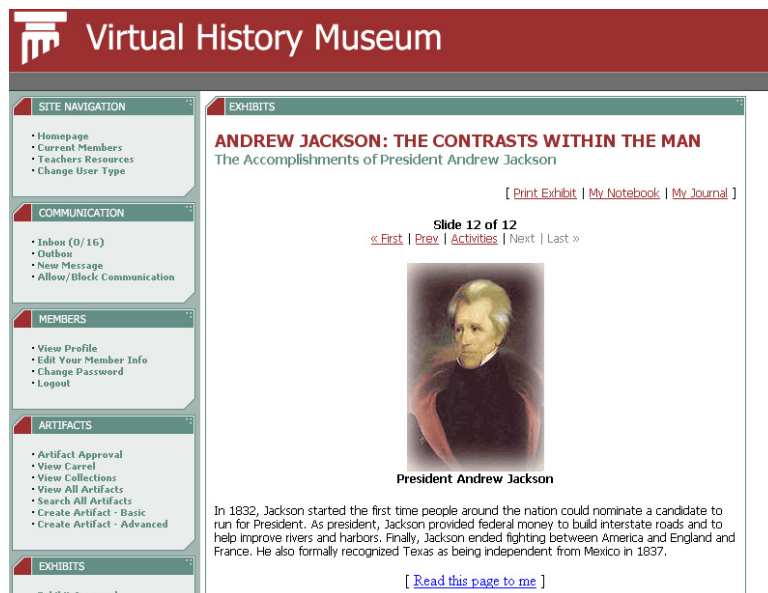 Virtual History Museum
SITE NAVIGATION
• Homepage
• Current Members
• Teachers Resources
• Change User Type
COMMUNICATION
• Inbox (0/16)
• Outbox
• New Message
• Allow/Block Communication
MEMBERS
• View Profile
• Edit Your Member Info
• Change Password
• Logout
ARTIFACTS
• Artifact Approval
• View Carrel
• View Collections
• View All Artifacts
• Search All Artifacts
• Create Artifact - Basic
• Create Artifact - Advanced
EXHIBITS
EXHIBITS
ANDREW JACKSON: THE CONTRASTS WITHIN THE MAN
The Accomplishments of President Andrew Jackson
[ Print Exhibit | My Notebook | My Journal ]
Slide 12 of 12
« First | Prev | Activities | Next | Last »
President Andrew Jackson
In 1832, Jackson started the first time people around the nation could nominate a candidate to
run for President. As president, Jackson provided federal money to build interstate roads and to
help improve rivers and harbors. Finally, Jackson ended fighting between America and England and
France. He also formally recognized Texas as being independent from Mexico in 1837.
[ Read this page to me ]